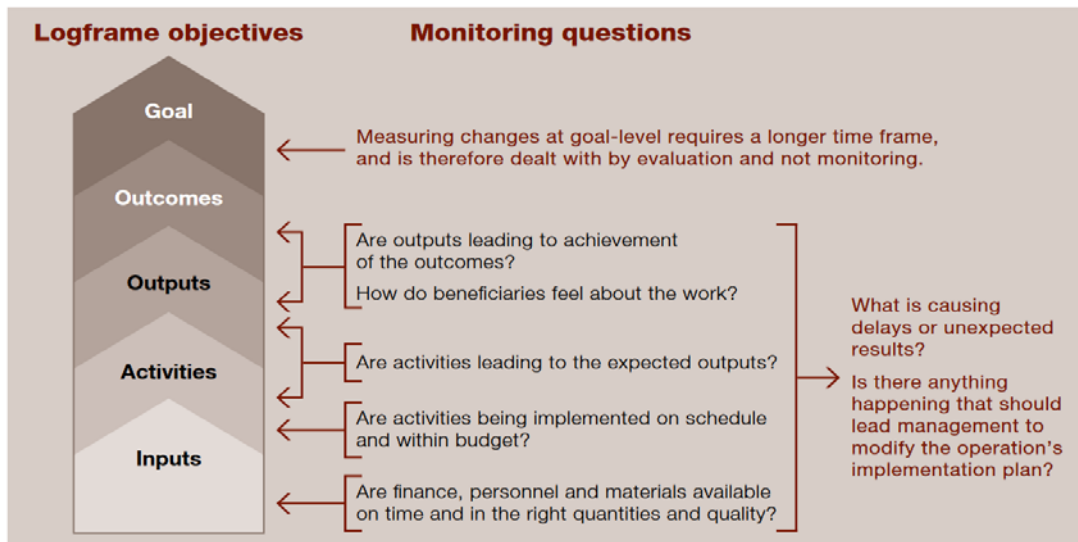 Logframe objectives
Monitoring questions
Goal
Outcomes
Outputs
Activities
Inputs
Measuring changes at goal-level requires a longer time frame,
and is therefore dealt with by evaluation and not monitoring.
Are outputs leading to achievement
of the outcomes?
How do beneficiaries feel about the work?
Are activities leading to the expected outputs?
Are activities being implemented on schedule
and within budget?
Are finance, personnel and materials available
on time and in the right quantities and quality?
What is causing
delays or unexpected
results?
Is there anything
happening that should
lead management to
modify the operation's
implementation plan?